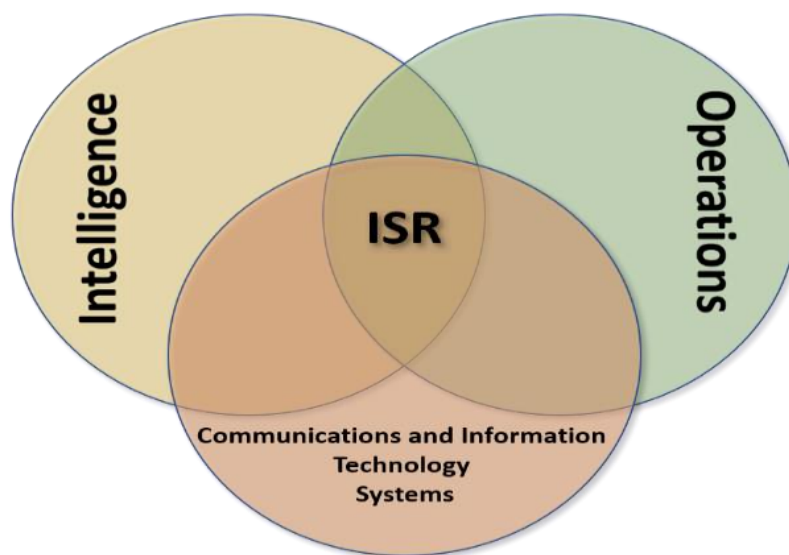 Intelligence
Operations
ISR
Communications and Information
Technology
Systems